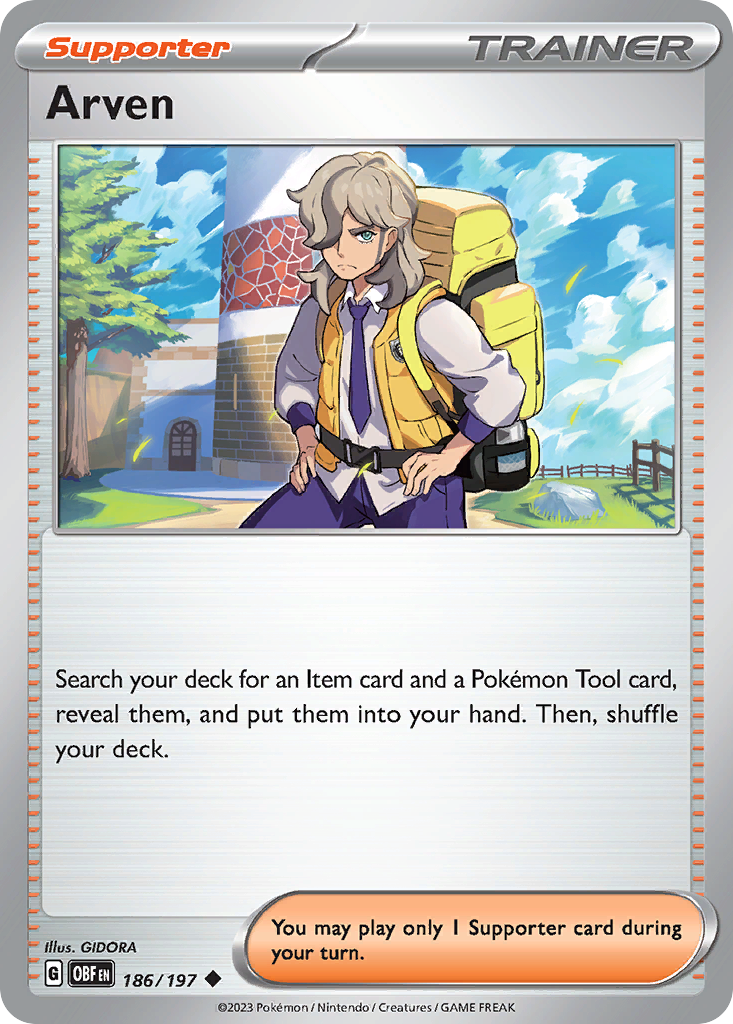 Supporter
TRAINER
Arven
Search your deck for an Item card and a Pokémon Tool card,
reveal them, and put them into your hand. Then, shuffle
your deck.
You may play only 1 Supporter card during
your turn.
illus. GIDORA
G OBF EN 186/197
©2023 Pokémon / Nintendo / Creatures / GAME FREAK